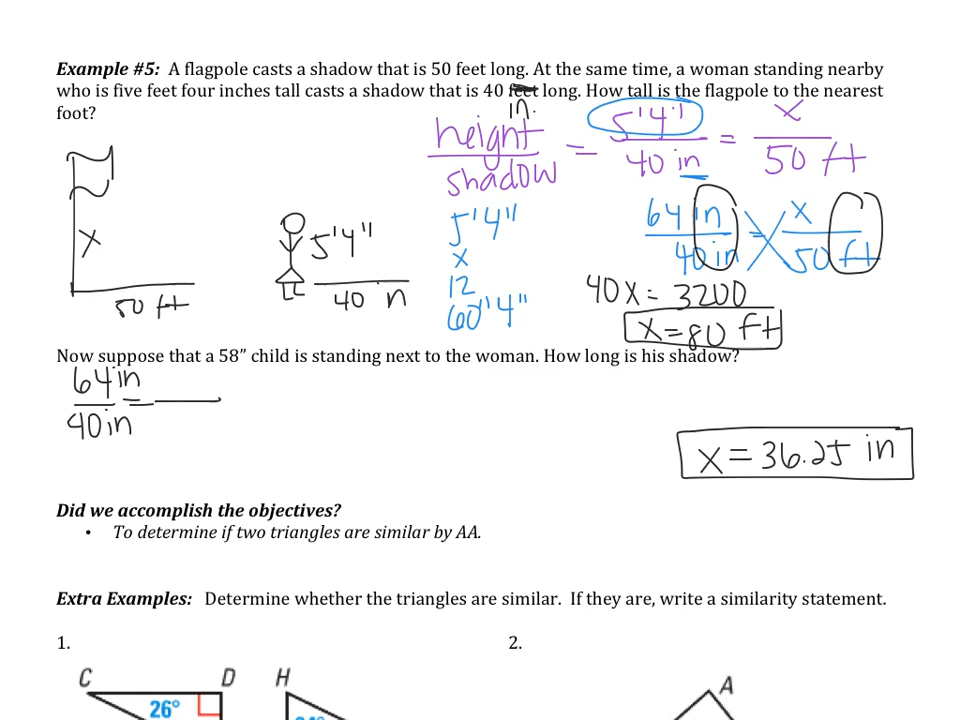 Example #5: A flagpole casts a shadow that is 50 feet long. At the same time, a woman standing nearby
who is five feet four inches tall casts a shadow that is 40 feet long. How tall is the flagpole to the nearest
foot?
in.
height / shadow = 5'4" / 40 in = x / 50 ft
x
50 ft
5'4"
40 in
5'4"
x
12
60"4"
64 in / 40 in = x / 50 ft
40x = 3200
x = 80 ft
Now suppose that a 58” child is standing next to the woman. How long is his shadow?
64 in / 40 in =
x = 36.25 in
Did we accomplish the objectives?
• To determine if two triangles are similar by AA.
Extra Examples: Determine whether the triangles are similar. If they are, write a similarity statement.
1.
2.
C D H
A
26°